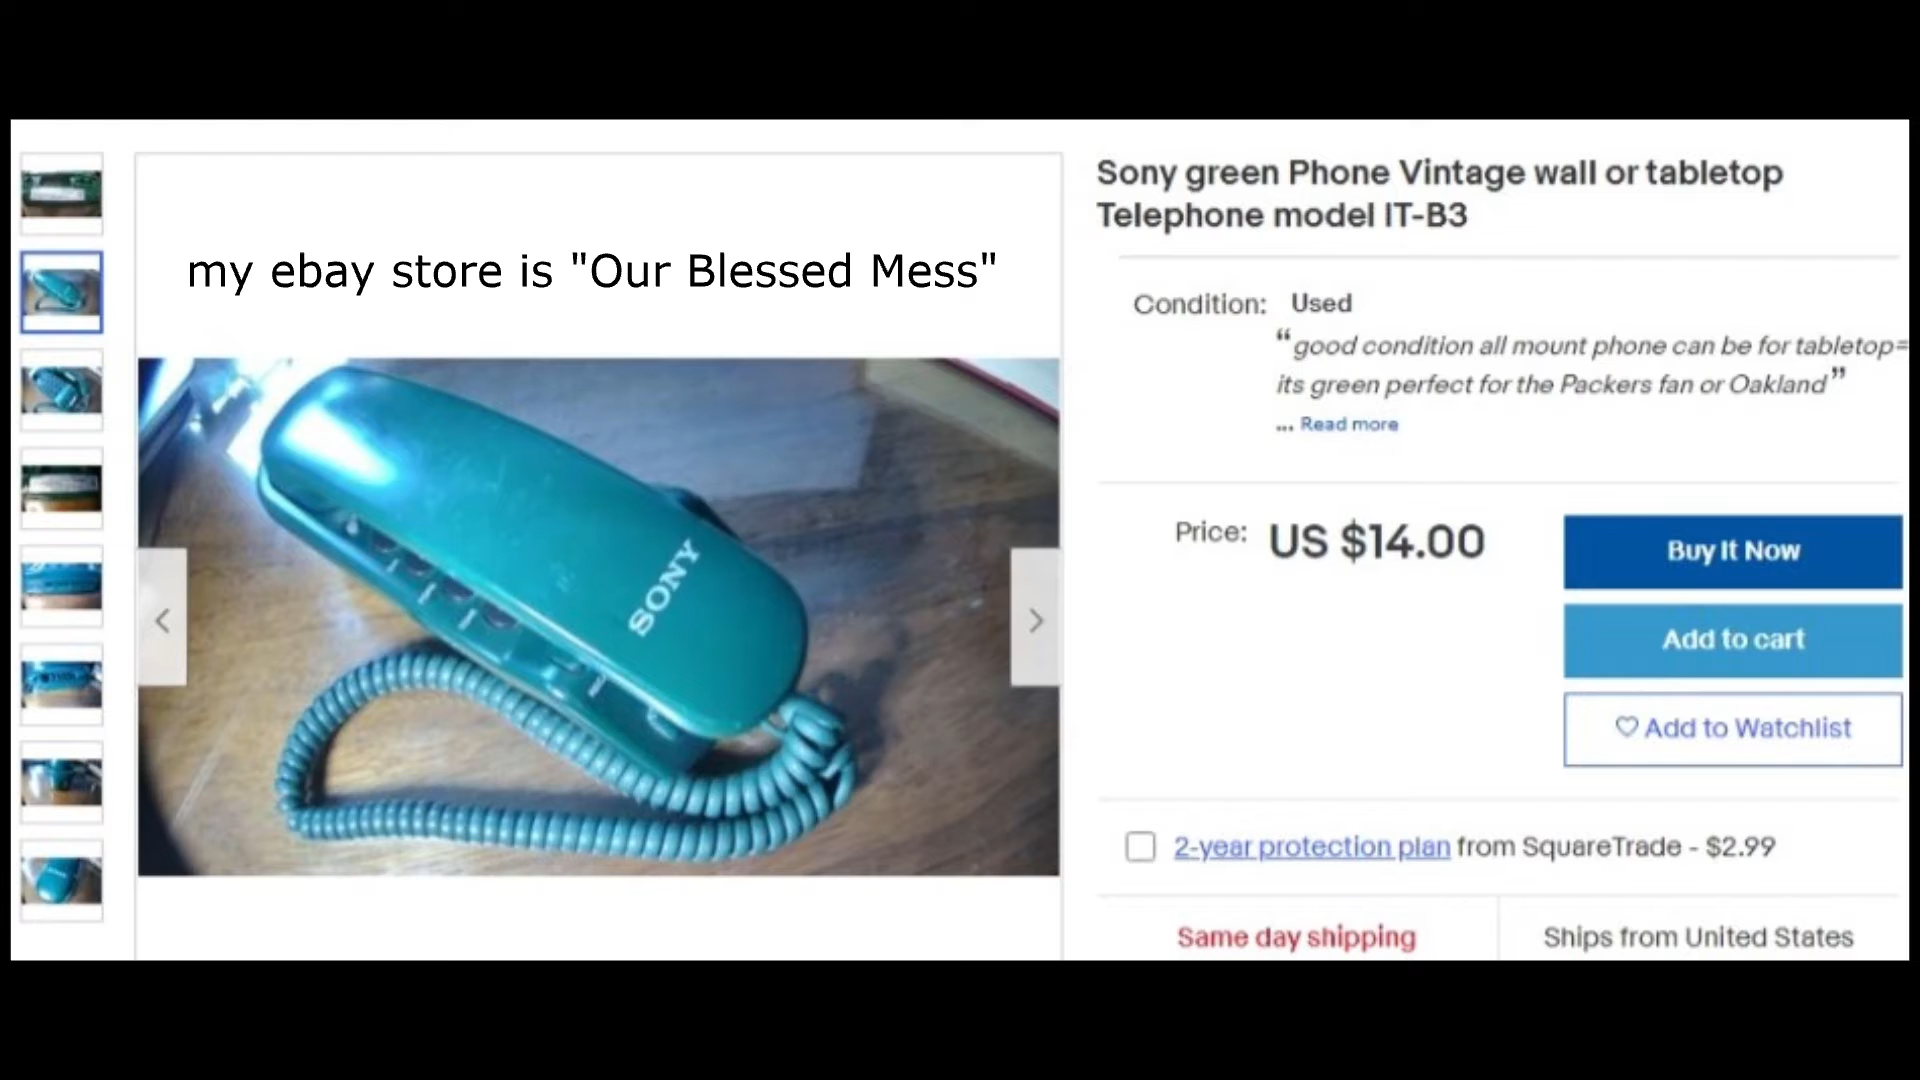 my ebay store is "Our Blessed Mess"
SONY
Sony green Phone Vintage wall or tabletop
Telephone model IT-B3
Condition: Used
“good condition all mount phone can be for tabletop=
its green perfect for the Packers fan or Oakland”
... Read more
Price: US $14.00
Buy It Now
Add to cart
Add to Watchlist
2-year protection plan from SquareTrade - $2.99
Same day shipping
Ships from United States